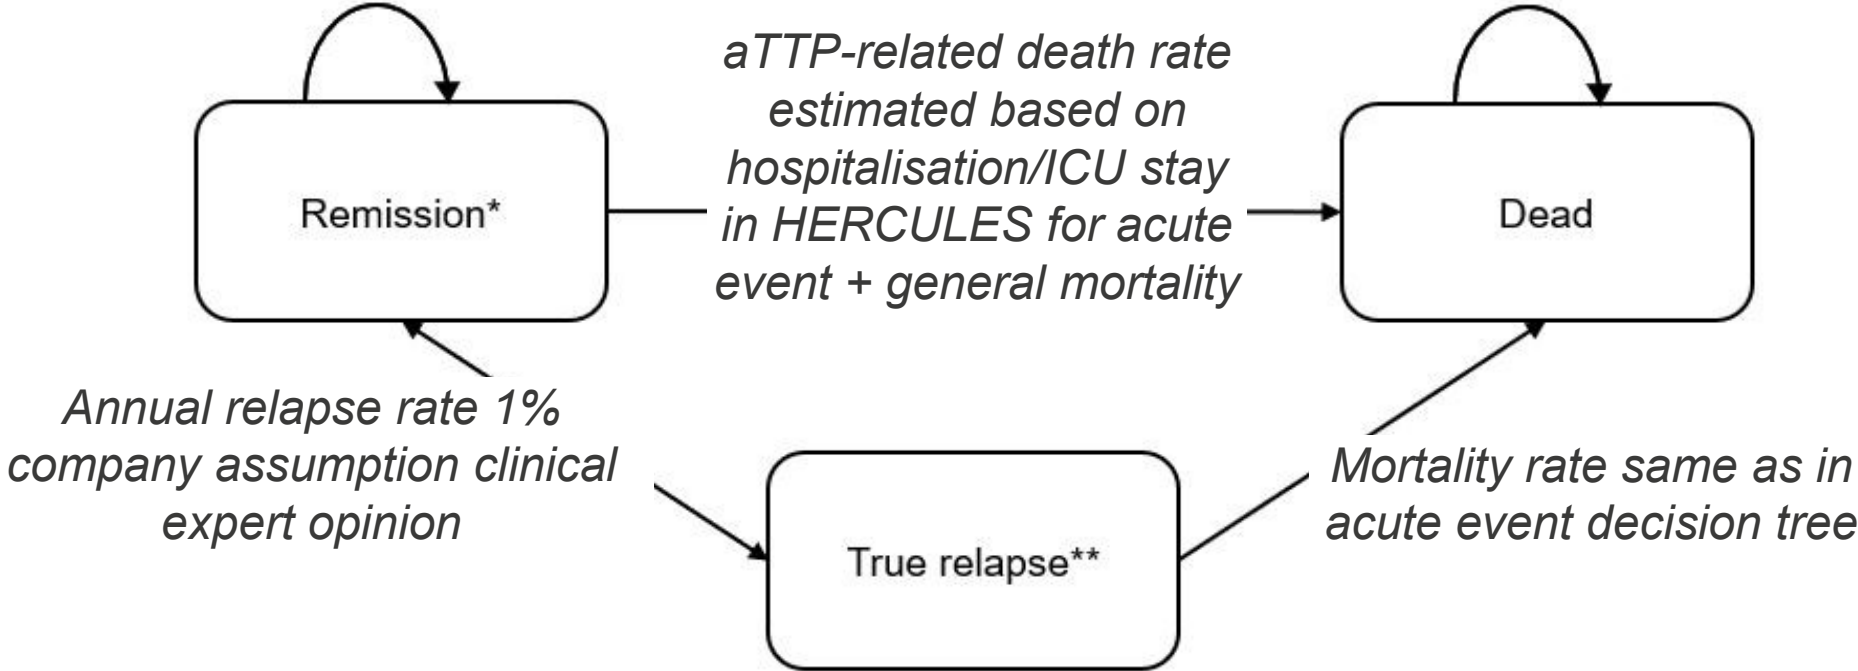 aTTP-related death rate
estimated based on
hospitalisation/ICU stay
in HERCULES for acute
event + general mortality
Remission*
Dead
Annual relapse rate 1%
company assumption clinical
expert opinion
True relapse**
Mortality rate same as in
acute event decision tree